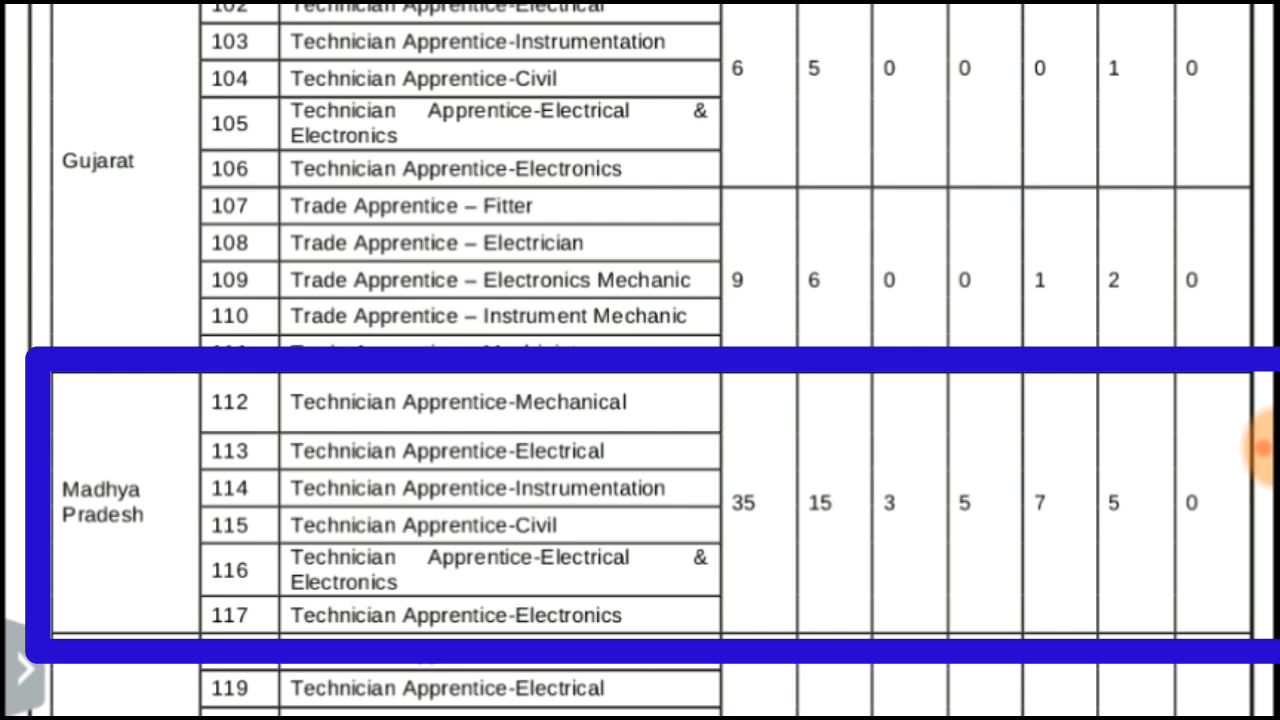 102 Technician Apprentice-Electrical
103 Technician Apprentice-Instrumentation
6 5 0 0 0 1 0
104 Technician Apprentice-Civil
105 Technician Apprentice-Electrical &
Electronics
Gujarat
106 Technician Apprentice-Electronics
107 Trade Apprentice – Fitter
108 Trade Apprentice – Electrician
109 Trade Apprentice – Electronics Mechanic 9 6 0 0 1 2 0
110 Trade Apprentice – Instrument Mechanic
112 Technician Apprentice-Mechanical
113 Technician Apprentice-Electrical
Madhya
Pradesh
114 Technician Apprentice-Instrumentation
35 15 3 5 7 5 0
115 Technician Apprentice-Civil
116 Technician Apprentice-Electrical &
Electronics
117 Technician Apprentice-Electronics
119 Technician Apprentice-Electrical